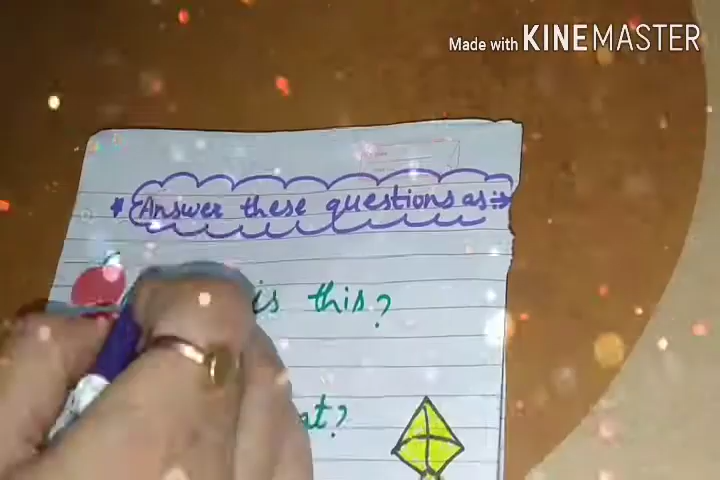 Made with KINEMASTER
* Answer these questions as :→
is this?
at?